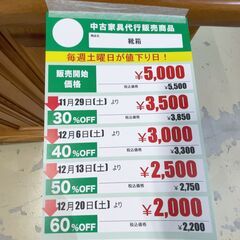 中古家具代行販売商品
商品名
靴箱
毎週土曜日が値下り日！
販売開始価格 ¥5,000
税込価格 ¥5,500
11月29日(土)より ¥3,500
30%OFF 税込価格 ¥3,850
12月6日(土)より ¥3,000
40%OFF 税込価格 ¥3,300
12月13日(土)より ¥2,500
50%OFF 税込価格 ¥2,750
12月20日(土)より ¥2,000
60%OFF 税込価格 ¥2,200